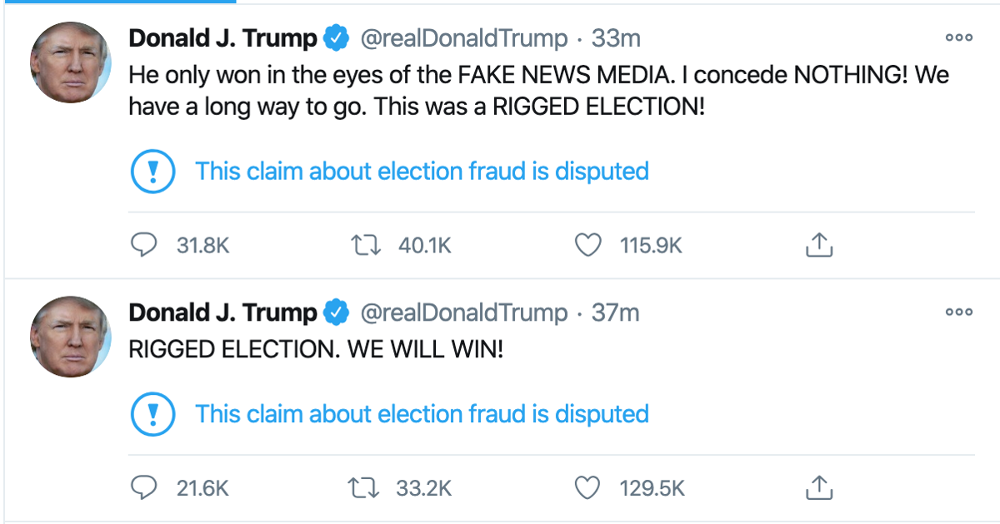 Donald J. Trump @realDonaldTrump · 33m
He only won in the eyes of the FAKE NEWS MEDIA. I concede NOTHING! We
have a long way to go. This was a RIGGED ELECTION!
This claim about election fraud is disputed
31.8K 40.1K 115.9K
Donald J. Trump @realDonaldTrump · 37m
RIGGED ELECTION. WE WILL WIN!
This claim about election fraud is disputed
21.6K 33.2K 129.5K